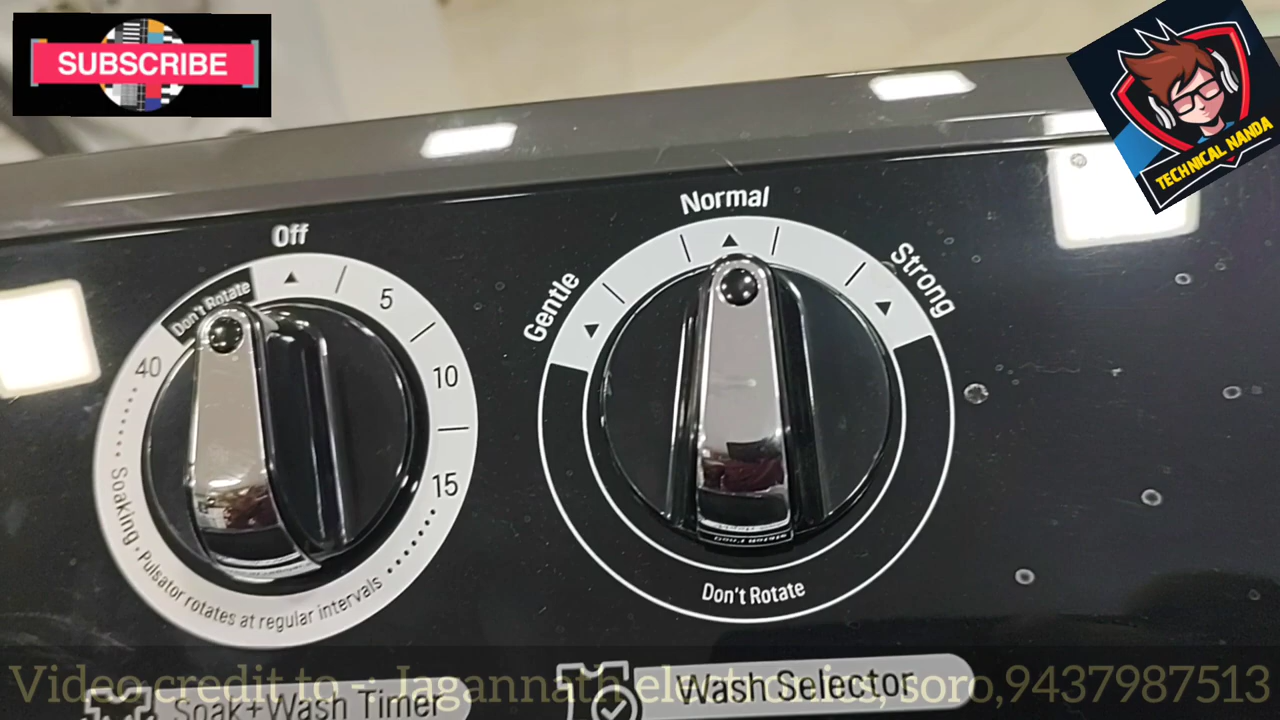 SUBSCRIBE
TECHNICAL NANDA
Off
Don't Rotate
5
10
15
40
Soaking • Pulsator rotates at regular intervals
Normal
Gentle
Strong
Don't Rotate
Soak+Wash Timer
Wash Selector
Video credit to -: Jagannath electronics, soro,9437987513